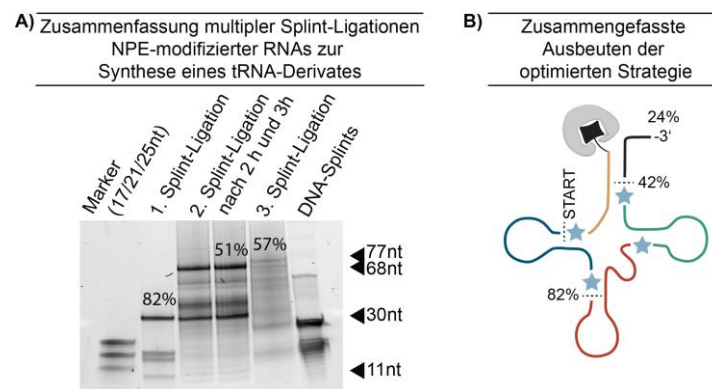 A)
Zusammenfassung multipler Splint-Ligationen
NPE-modifizierter RNAs zur
Synthese eines tRNA-Derivates
Marker
(17/21/25nt)
1. Splint-Ligation
2. Splint-Ligation
nach 2 h und 3h
3. Splint-Ligation
DNA-Splints
82%
51%
57%
77nt
68nt
30nt
11nt
B)
Zusammengefasste
Ausbeuten der
optimierten Strategie
24%
-3'
42%
START
82%